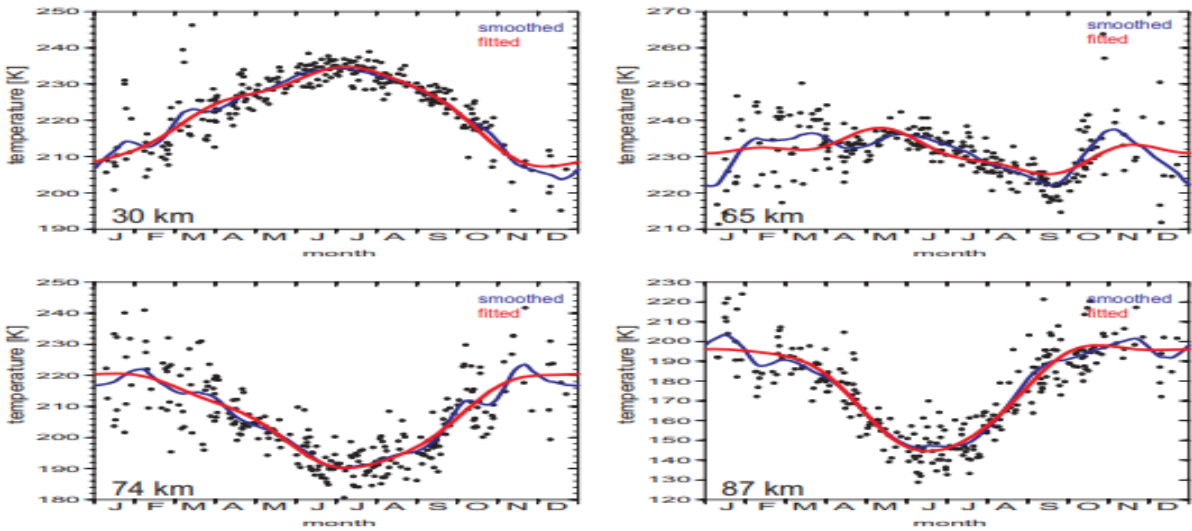 250
240
230
220
210
200
190
temperature [K]
smoothed
fitted
30 km
J F M A M J J A S O N D
month
270
260
250
240
230
220
210
temperature [K]
smoothed
fitted
65 km
J F M A M J J A S O N D
month
250
240
230
220
210
200
190
180
temperature [K]
smoothed
fitted
74 km
J F M A M J J A S O N D
month
230
220
210
200
190
180
170
160
150
140
130
120
temperature [K]
smoothed
fitted
87 km
J F M A M J J A S O N D
month